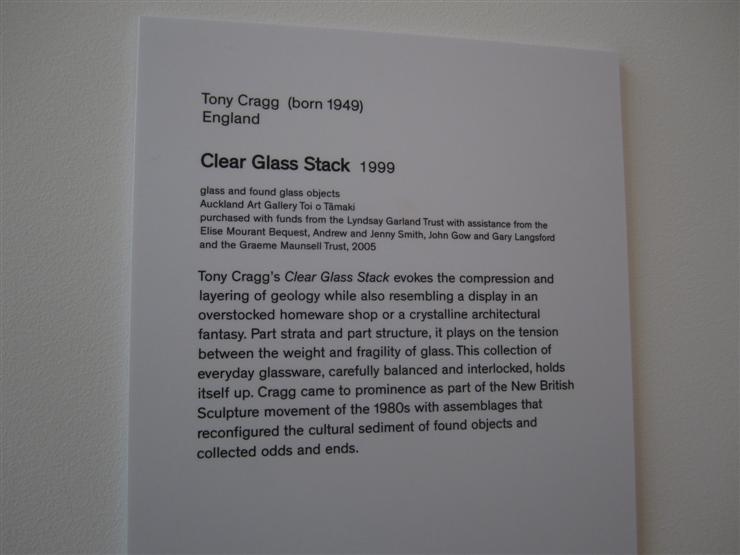 Tony Cragg (born 1949)
England
Clear Glass Stack 1999
glass and found glass objects
Auckland Art Gallery Toi o Tāmaki
purchased with funds from the Lyndsay Garland Trust with assistance from the
Elise Mourant Bequest, Andrew and Jenny Smith, John Gow and Gary Langsford
and the Graeme Maunsell Trust, 2005
Tony Cragg's Clear Glass Stack evokes the compression and
layering of geology while also resembling a display in an
overstocked homeware shop or a crystalline architectural
fantasy. Part strata and part structure, it plays on the tension
between the weight and fragility of glass. This collection of
everyday glassware, carefully balanced and interlocked, holds
itself up. Cragg came to prominence as part of the New British
Sculpture movement of the 1980s with assemblages that
reconfigured the cultural sediment of found objects and
collected odds and ends.